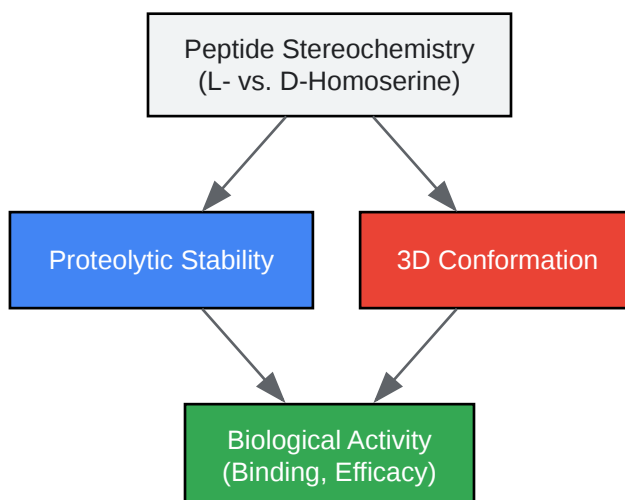 Peptide Stereochemistry
(L- vs. D-Homoserine)
Proteolytic Stability
3D Conformation
Biological Activity
(Binding, Efficacy)